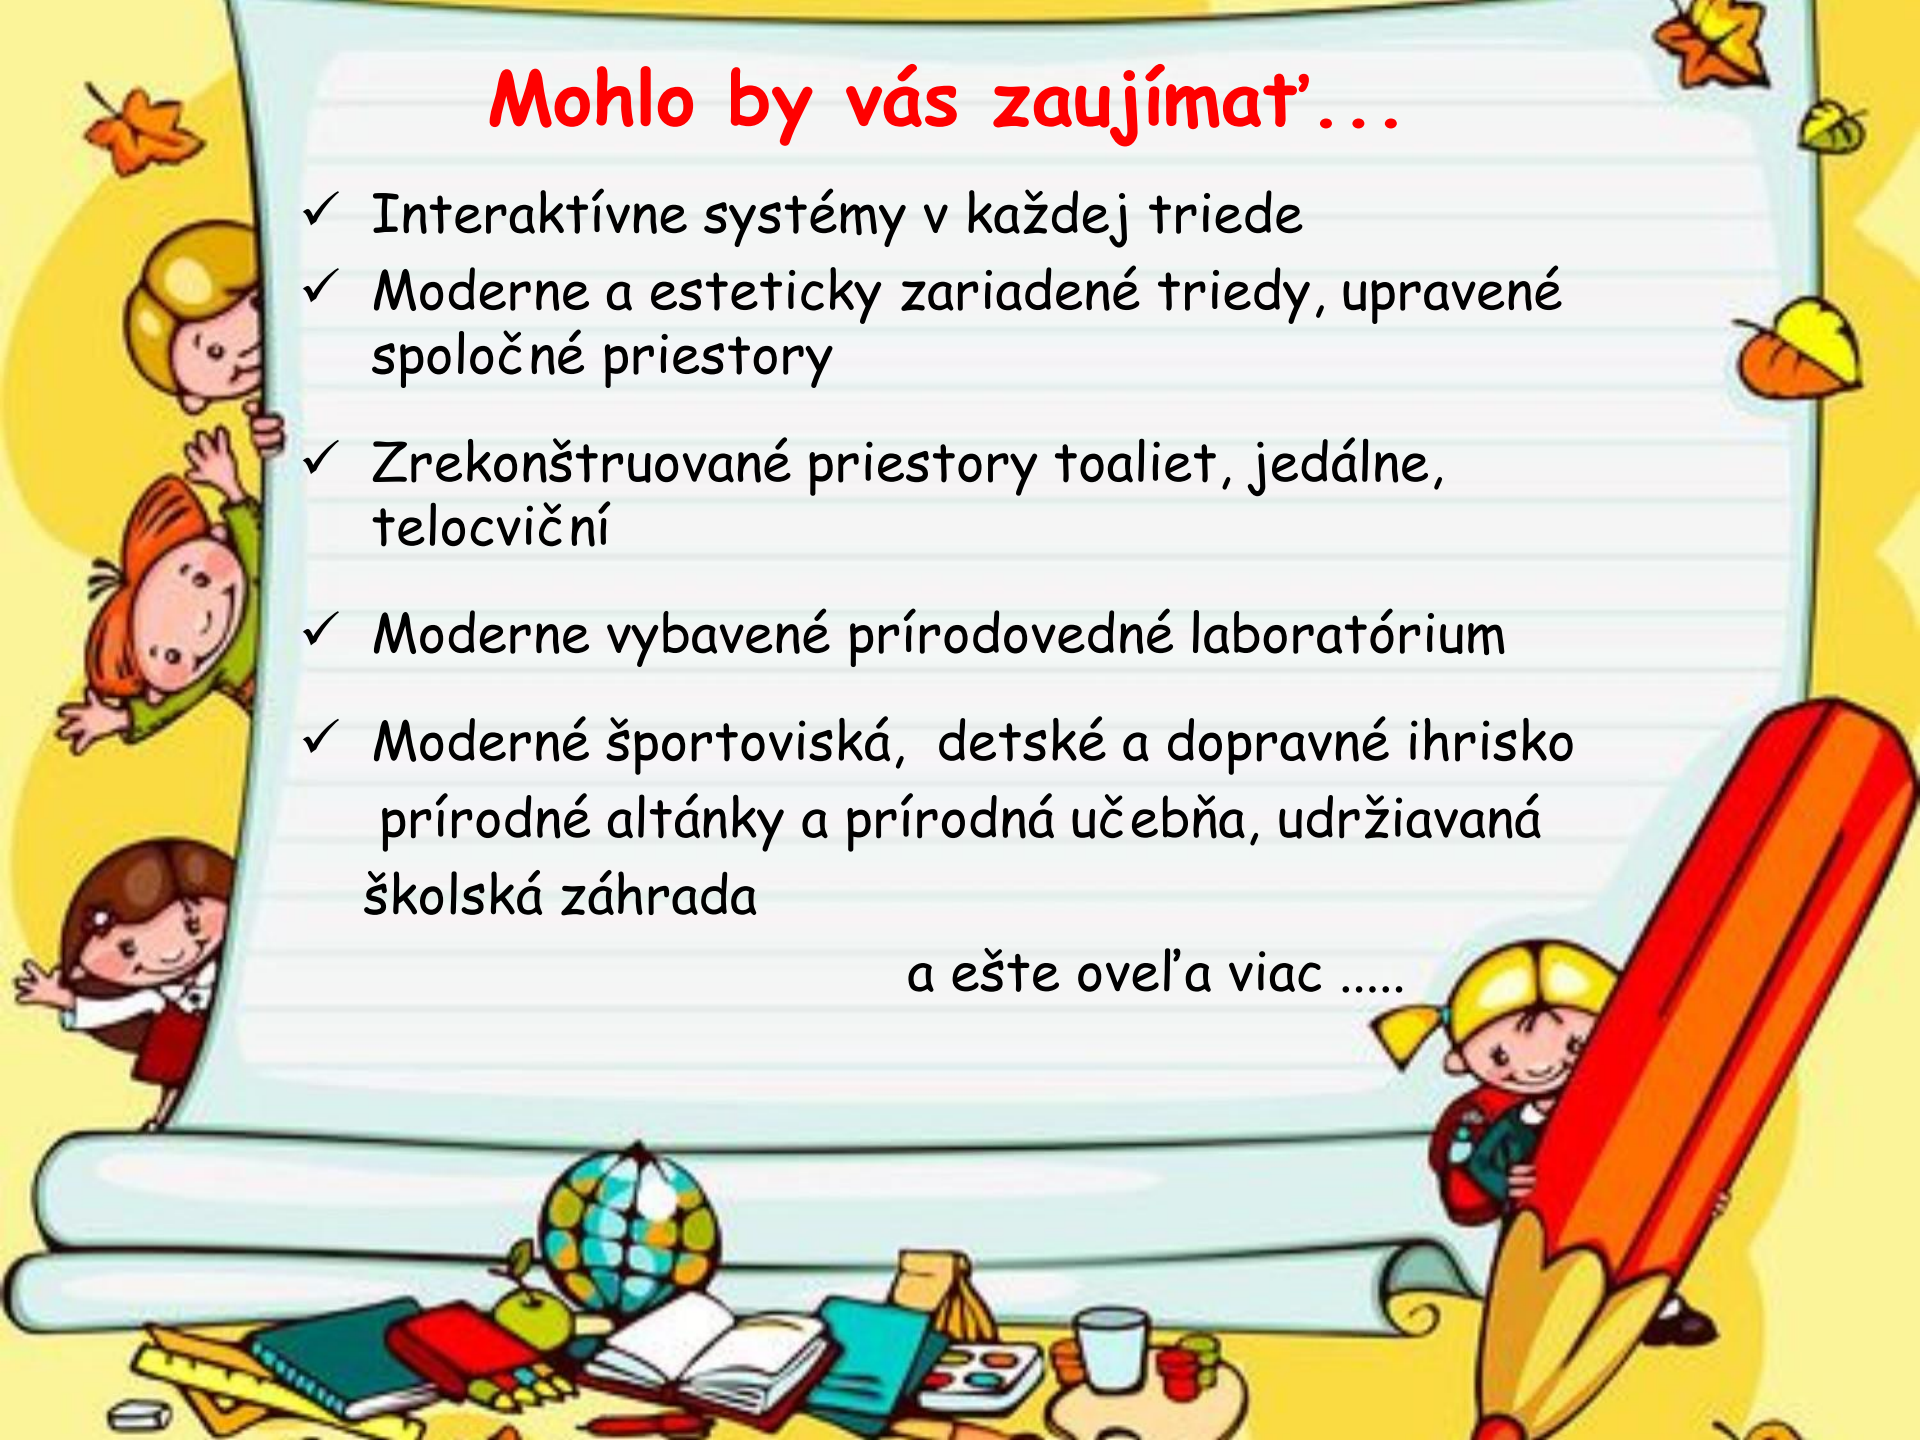 Mohlo by vás zaujímať...
✓ Interaktívne systémy v každej triede
✓ Moderne a esteticky zariadené triedy, upravené
spoločné priestory
✓ Zrekonštruované priestory toaliet, jedálne,
telocviční
✓ Moderne vybavené prírodovedné laboratórium
✓ Moderné športoviská, detské a dopravné ihrisko
prírodné altánky a prírodná učebňa, udržiavaná
školská záhrada
a ešte oveľa viac .....